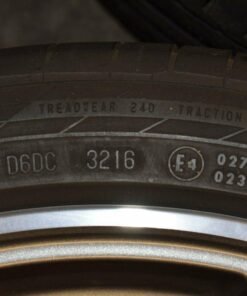 TREADWEAR 240 TRACTION
D6DC 3216 E4 027
023